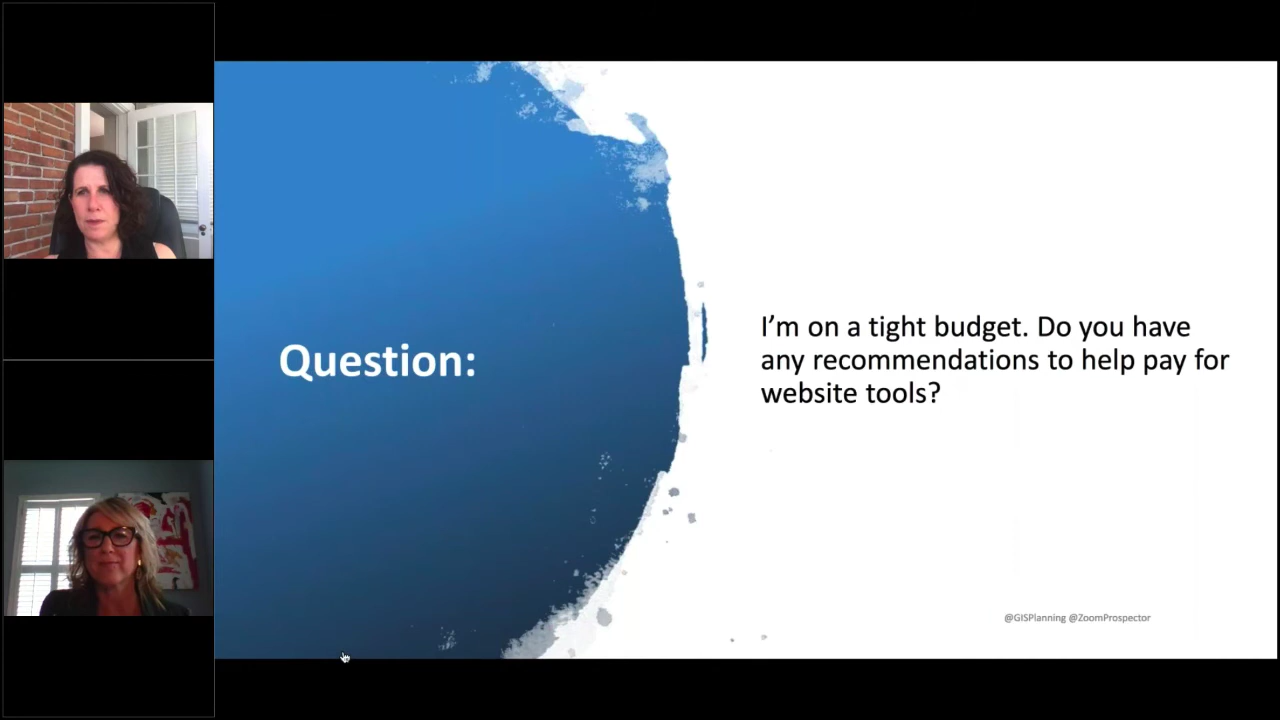 Question:
I’m on a tight budget. Do you have
any recommendations to help pay for
website tools?
@GISPlanning @ZoomProspector